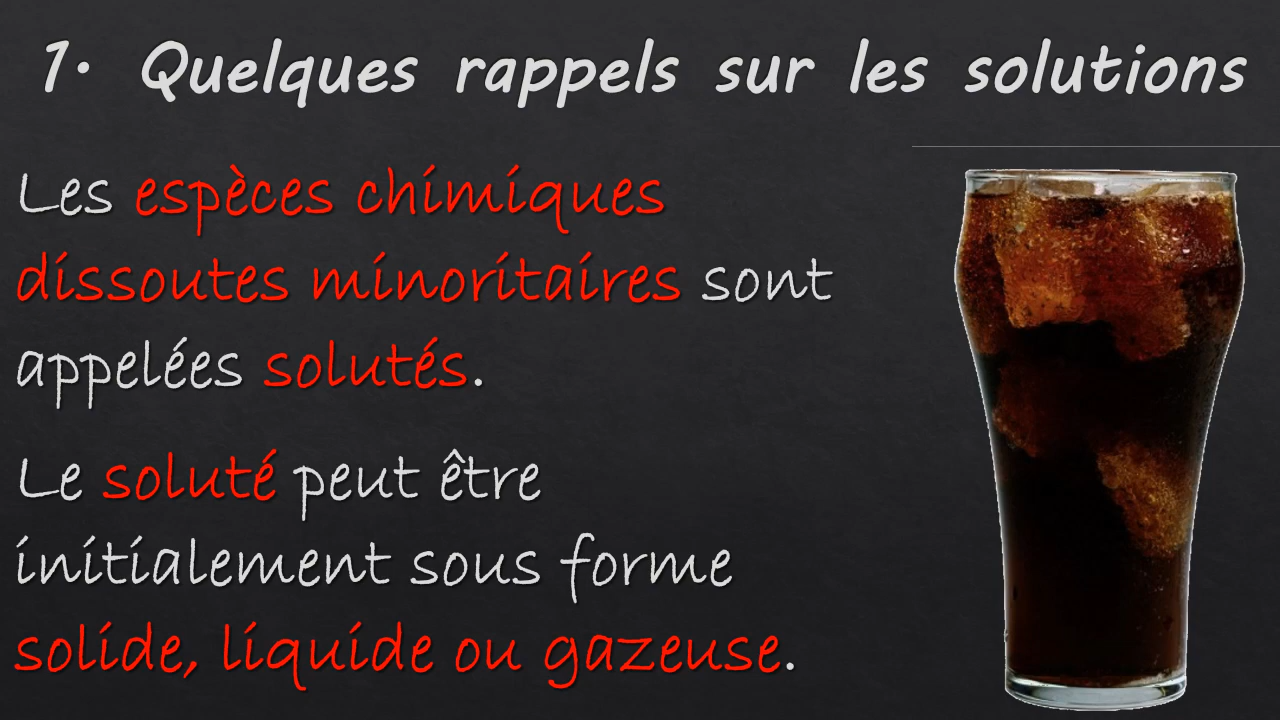 1. Quelques rappels sur les solutions
Les espèces chimiques
dissoutes minoritaires sont
appelées solutés.
Le soluté peut être
initialement sous forme
solide, liquide ou gazeuse.